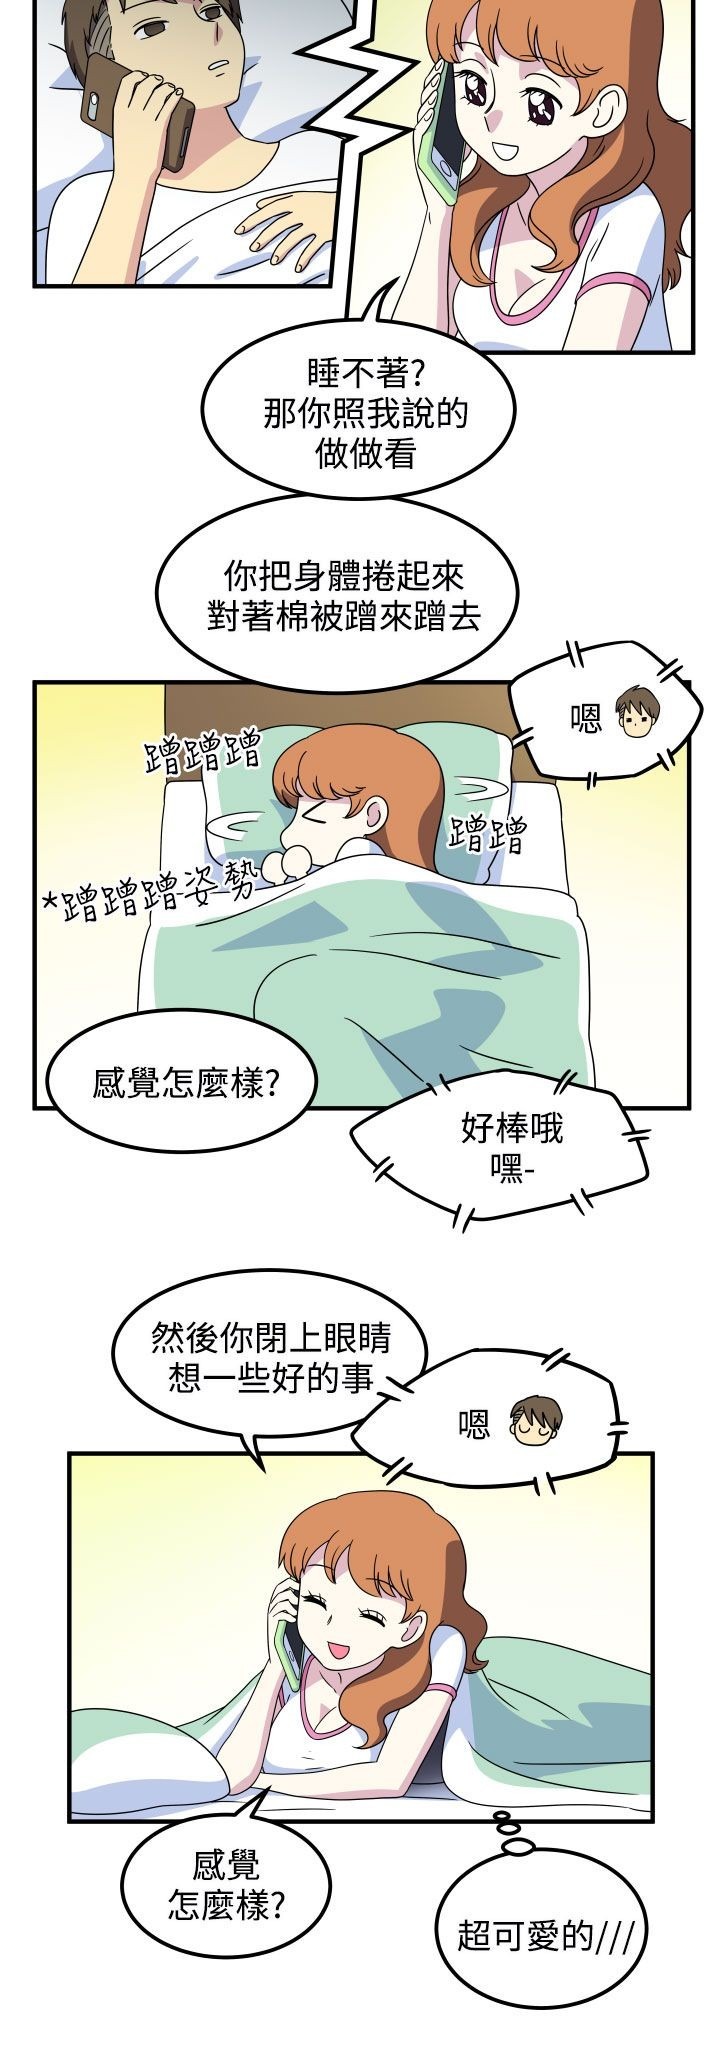 睡不著?
那你照我說的
做做看
你把身體捲起來
對著棉被蹭來蹭去
嗯
蹭蹭蹭
蹭蹭
*蹭蹭蹭姿勢
感覺怎麼樣?
好棒哦
嘿-
然後你閉上眼睛
想一些好的事
嗯
感覺
怎麼樣?
超可愛的///